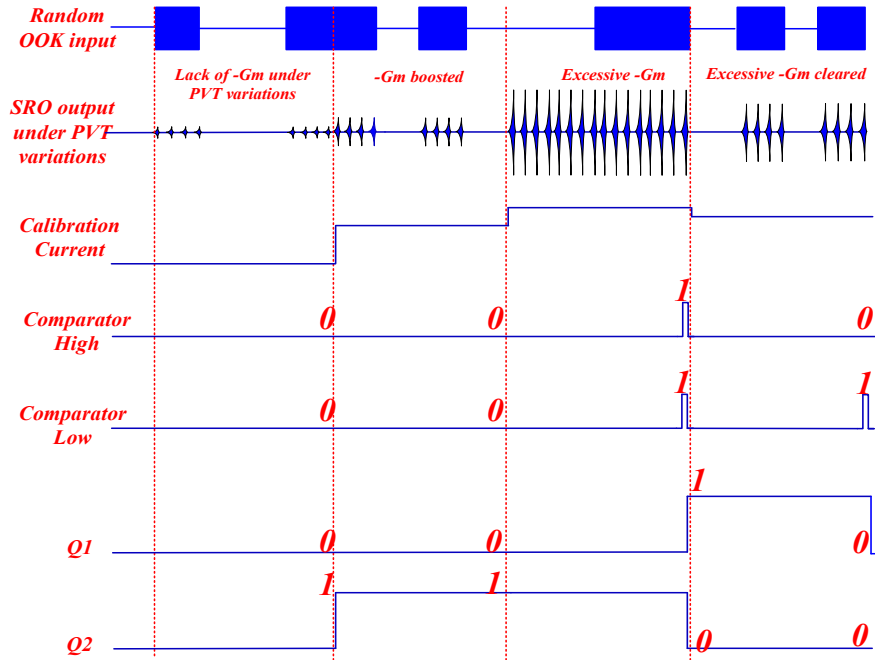 Random
OOK input
Lack of -Gm under
PVT variations
-Gm boosted
Excessive -Gm
Excessive -Gm cleared
SRO output
under PVT
variations
Calibration
Current
Comparator
High
0
0
1
0
Comparator
Low
0
0
1
1
Q1
0
0
1
0
Q2
1
1
0
0